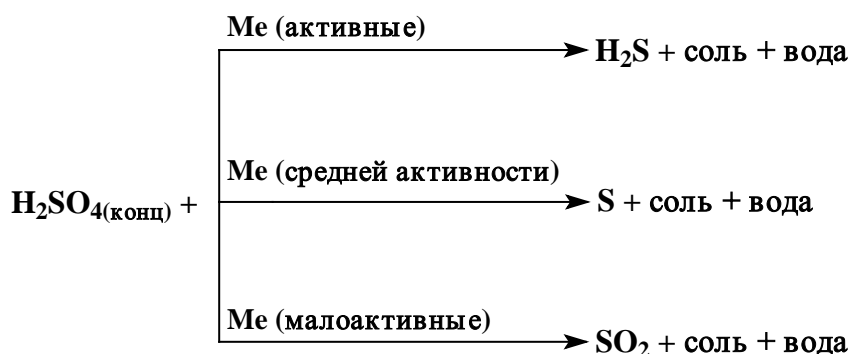 Me (активные)
H₂S + соль + вода
Me (средней активности)
H₂SO₄(конц) +
S + соль + вода
Me (малоактивные)
SO₂ + соль + вода